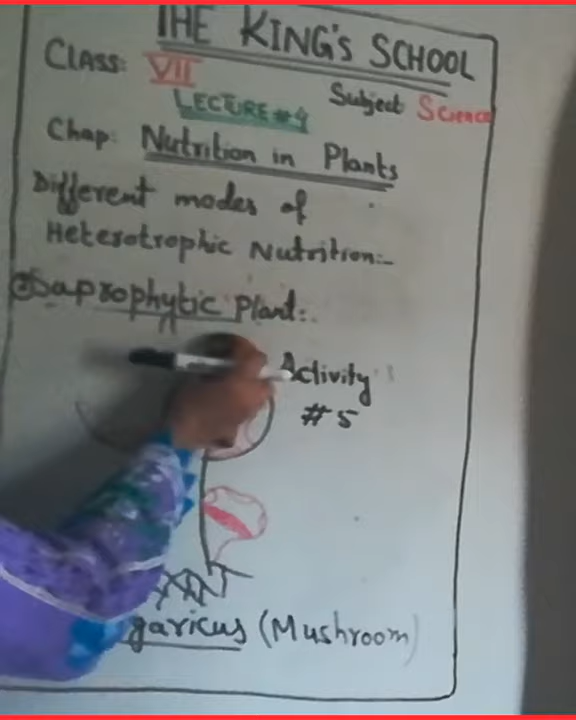 THE KING'S SCHOOL
CLASS: VII
Subject Science
LECTURE #4
Chap: Nutrition in Plants
Different modes of
Heterotrophic Nutrition:-
Saprophytic Plant:-
Activity
# 5
garicus (Mushroom)